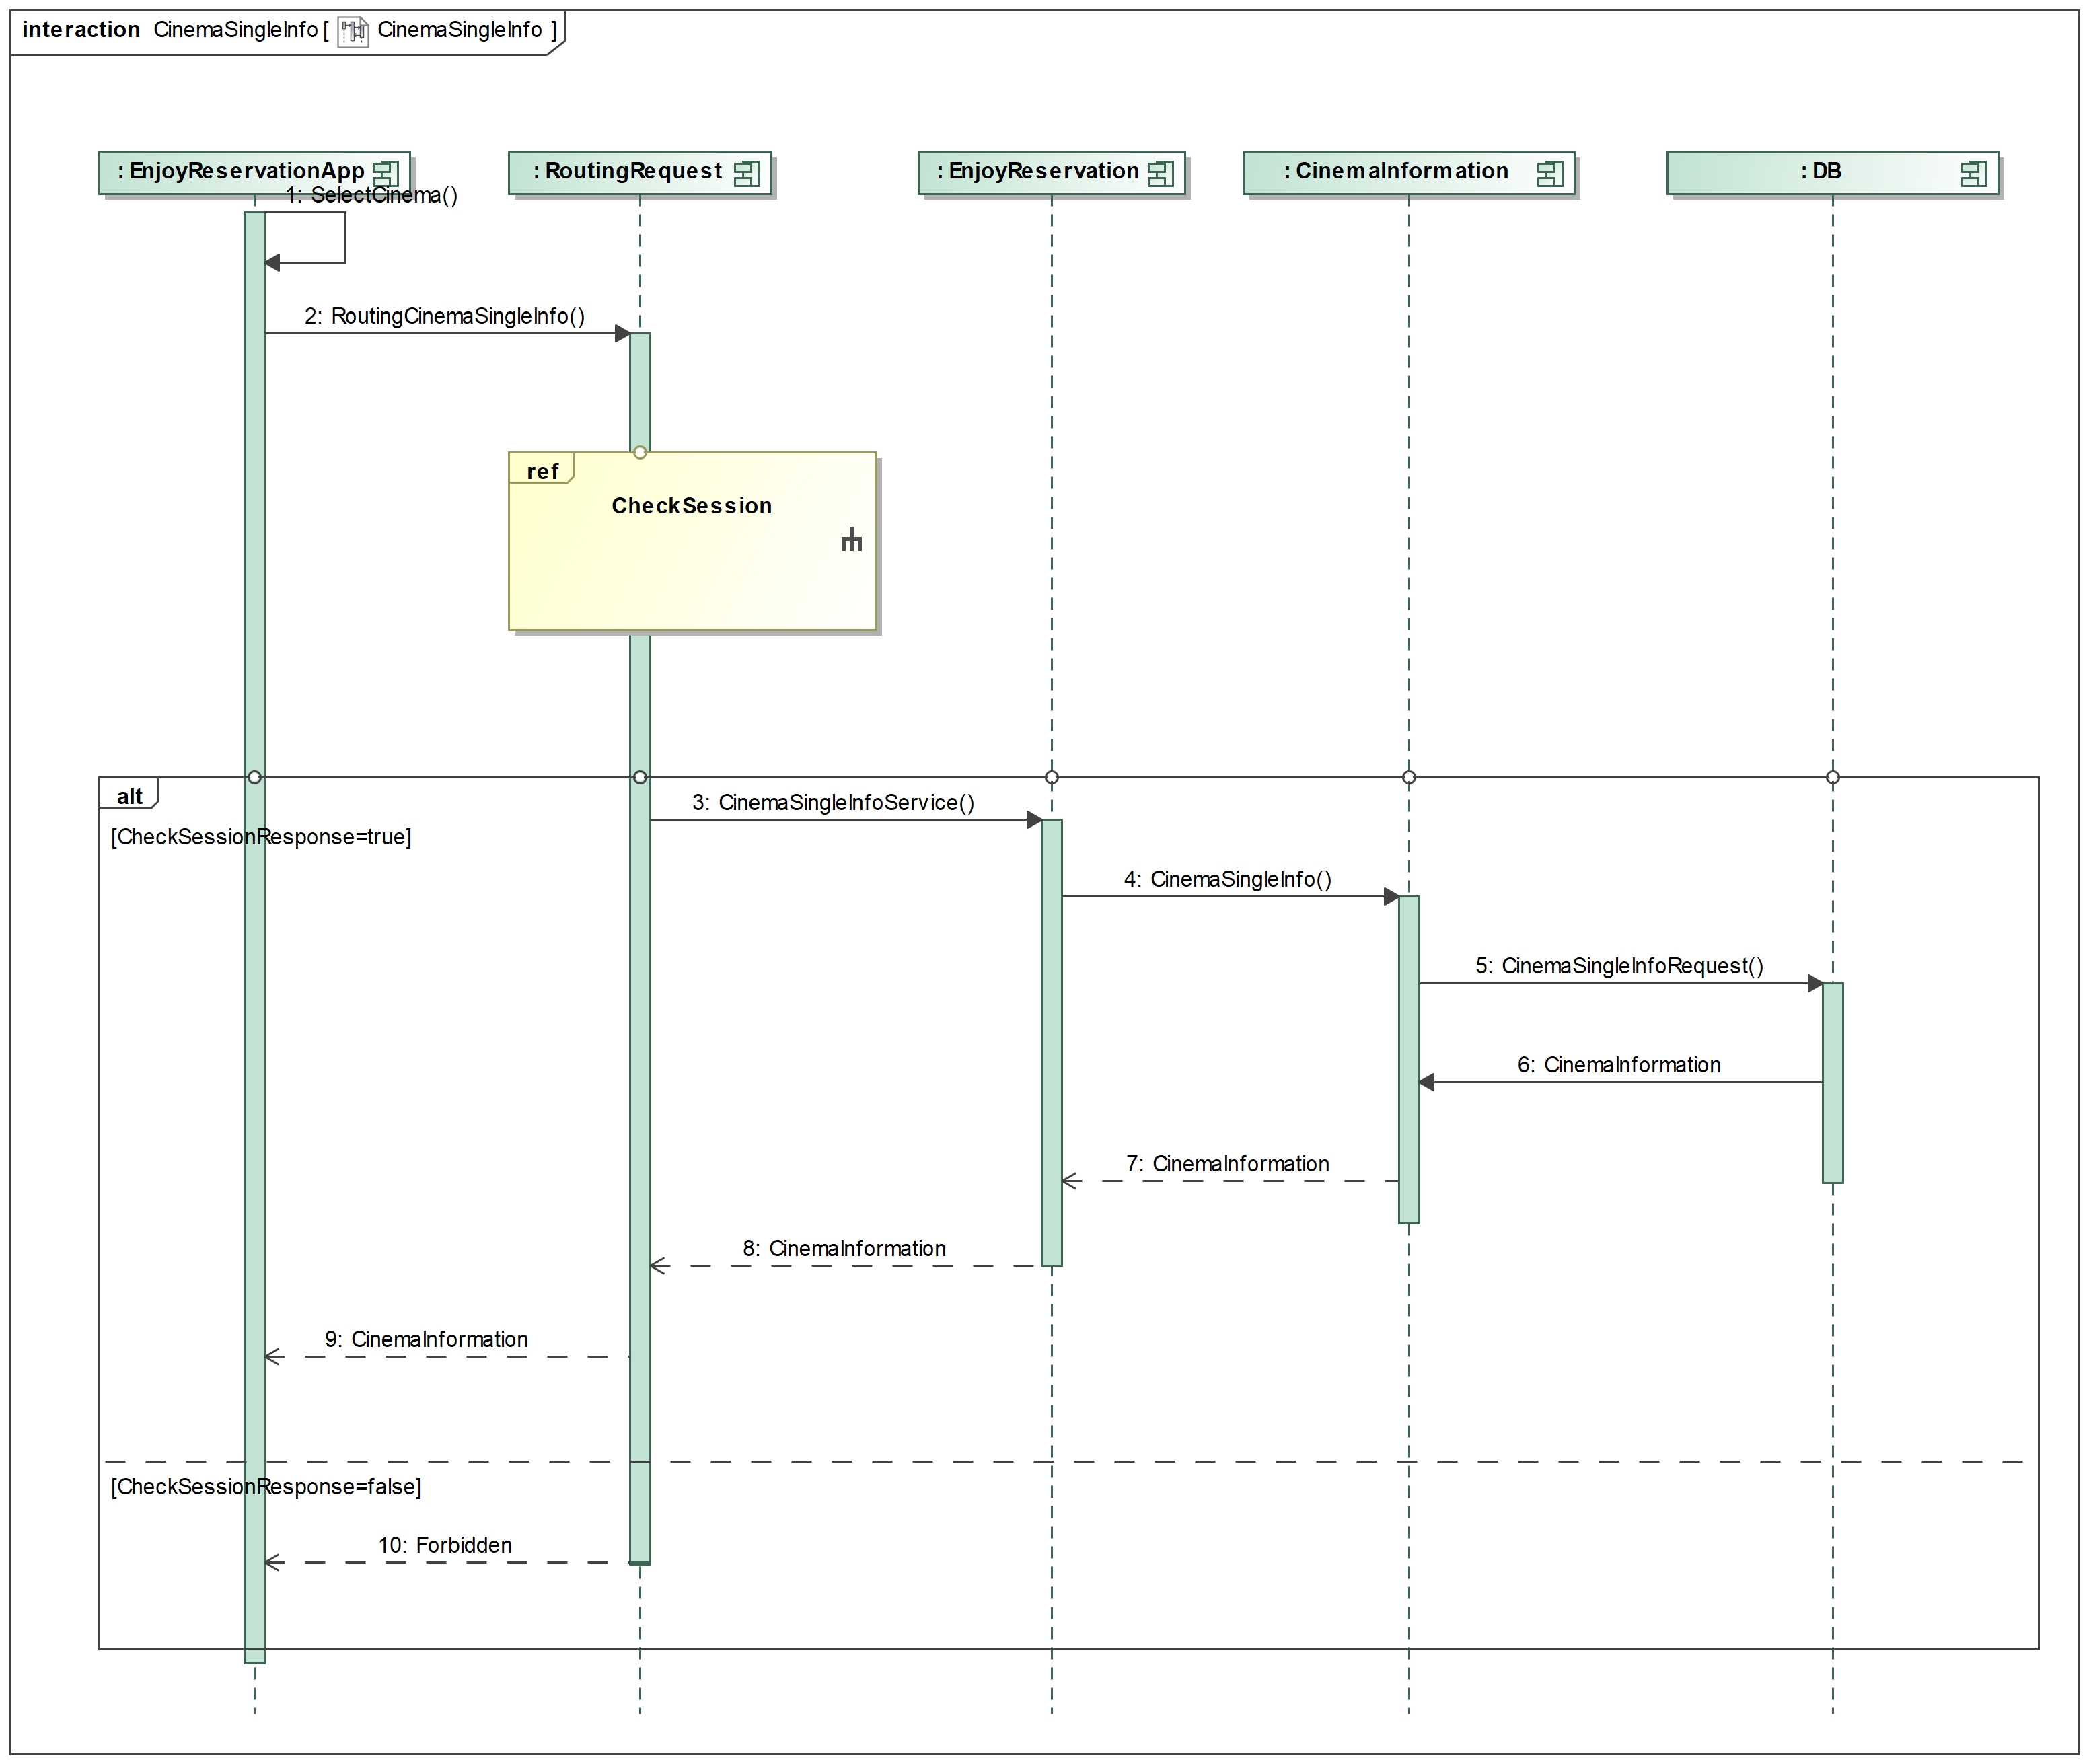 interaction CinemaSingleInfo [ CinemaSingleInfo ]
: EnjoyReservationApp
: RoutingRequest
: EnjoyReservation
: CinemaInformation
: DB
1: SelectCinema()
2: RoutingCinemaSingleInfo()
ref
CheckSession
alt
3: CinemaSingleInfoService()
[CheckSessionResponse=true]
4: CinemaSingleInfo()
5: CinemaSingleInfoRequest()
6: CinemaInformation
7: CinemaInformation
8: CinemaInformation
9: CinemaInformation
[CheckSessionResponse=false]
10: Forbidden